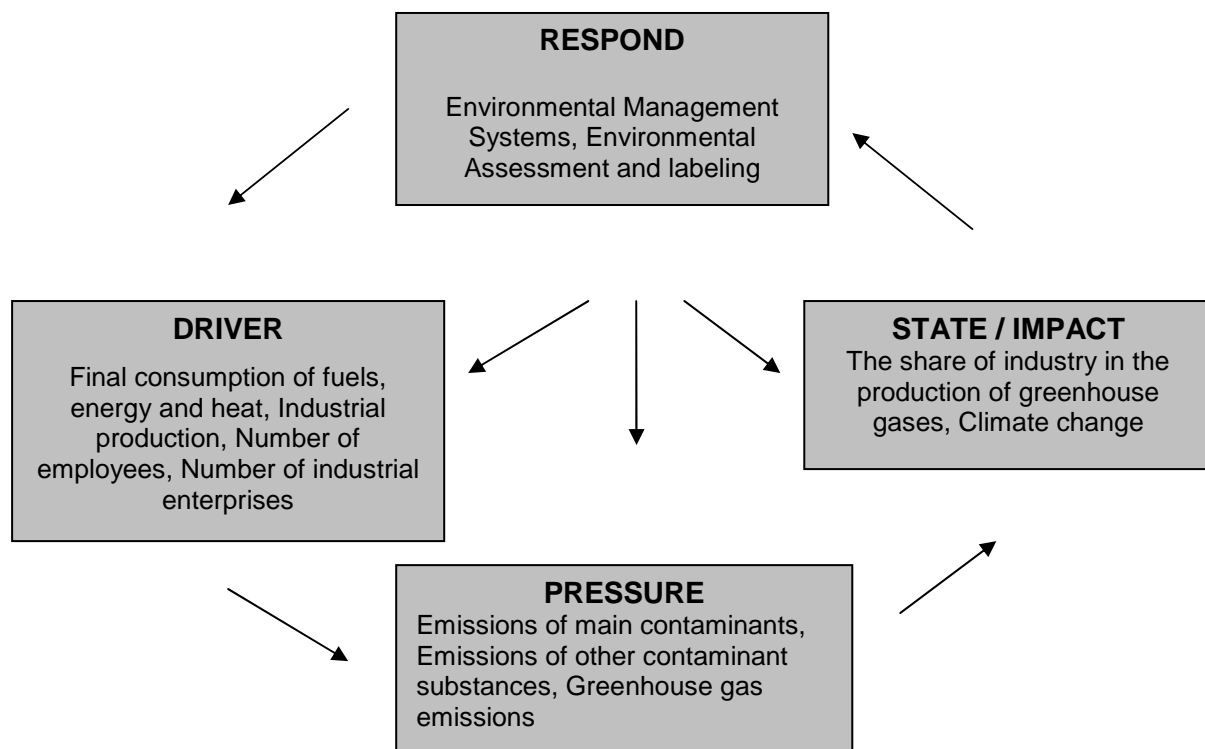 RESPOND
Environmental Management
Systems, Environmental
Assessment and labeling
DRIVER
Final consumption of fuels,
energy and heat, Industrial
production, Number of
employees, Number of industrial
enterprises
STATE / IMPACT
The share of industry in the
production of greenhouse
gases, Climate change
PRESSURE
Emissions of main contaminants,
Emissions of other contaminant
substances, Greenhouse gas
emissions